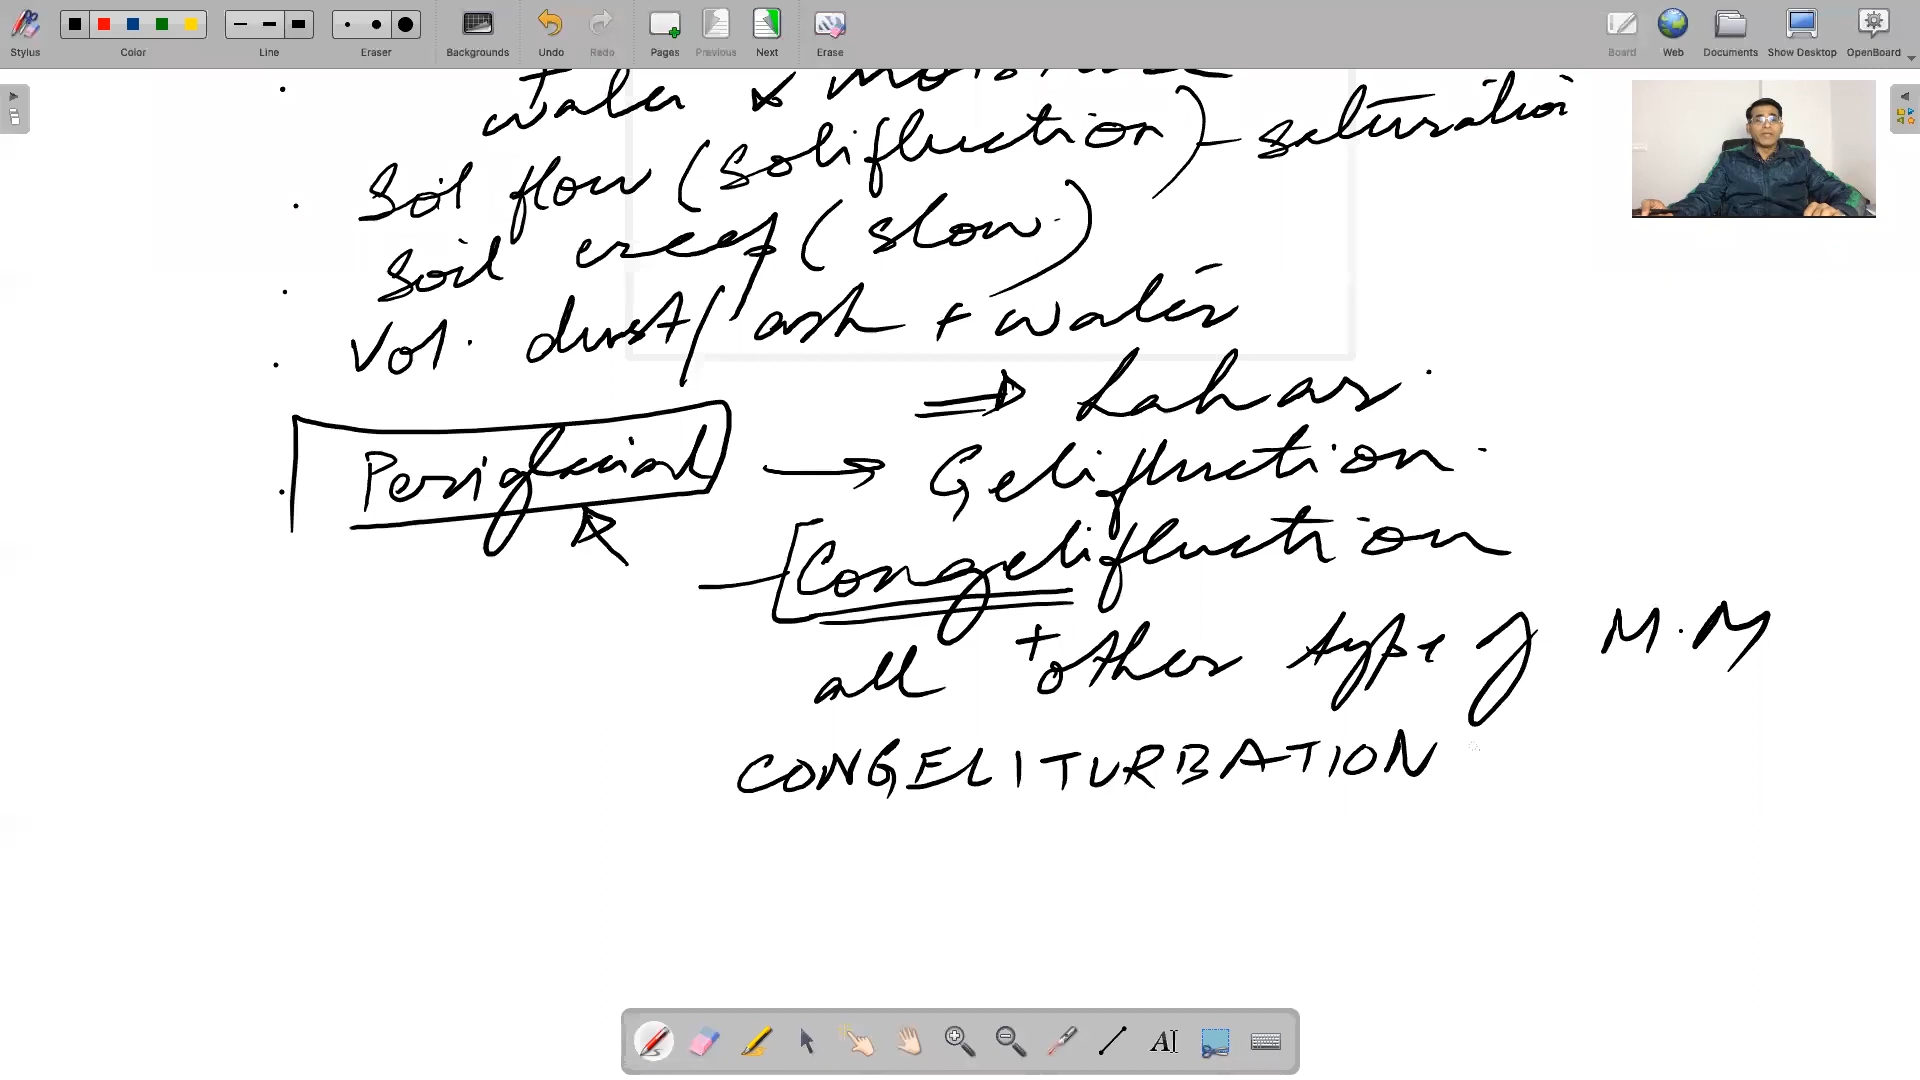 Stylus Color Line Eraser Backgrounds Undo Redo Pages Previous Next Erase Board Web Documents Show Desktop OpenBoard
water & moisture
. Soil flow (Solifluction) - saturation
. Soil creep (slow)
. Vol. dust/ash + water
⇒ Lahar.
. Periglacial → Gelifluction.
- [Congelifluction
+
all other type of M.M
CONGELITURBATION